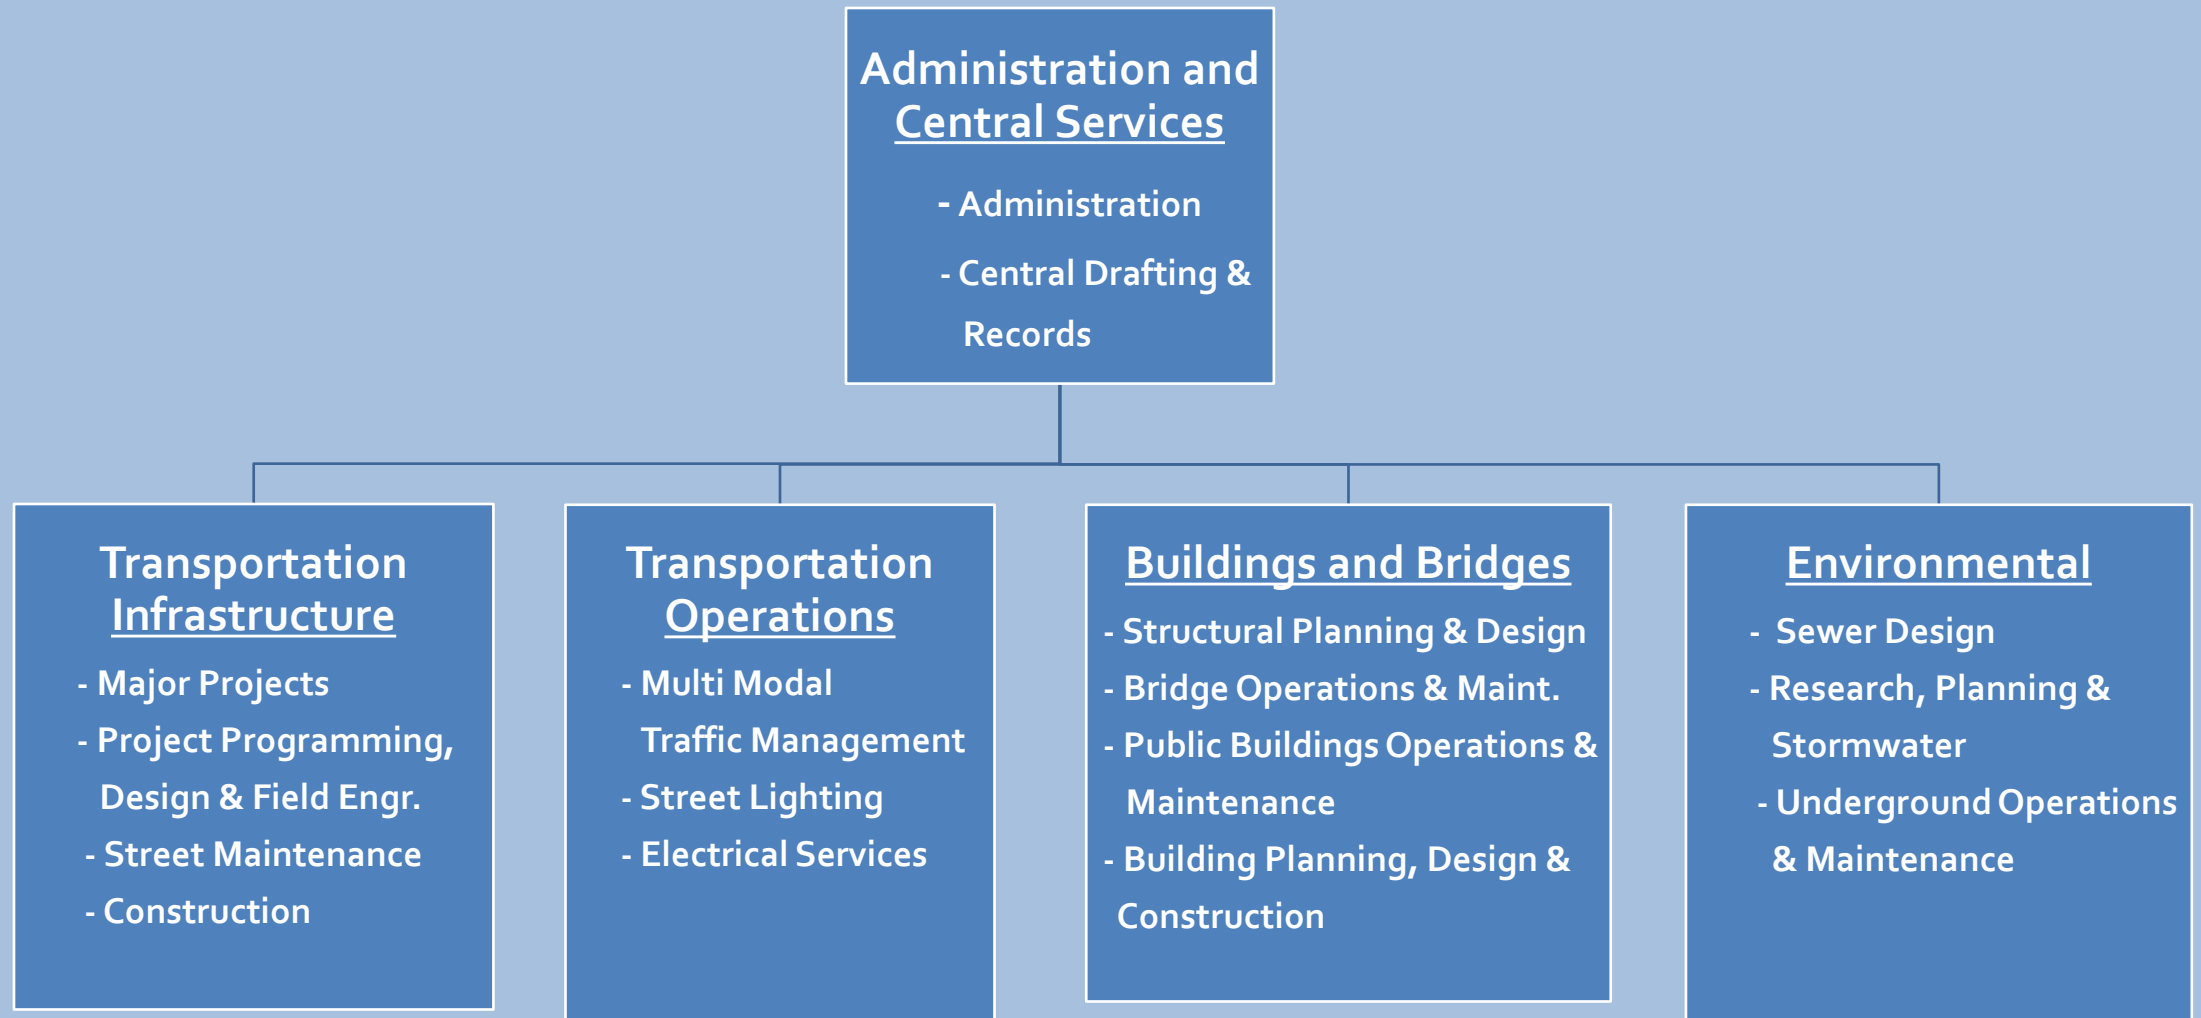 Administration and
Central Services
- Administration
- Central Drafting &
Records
Transportation
Infrastructure
- Major Projects
- Project Programming,
Design & Field Engr.
- Street Maintenance
- Construction
Transportation
Operations
- Multi Modal
Traffic Management
- Street Lighting
- Electrical Services
Buildings and Bridges
- Structural Planning & Design
- Bridge Operations & Maint.
- Public Buildings Operations &
Maintenance
- Building Planning, Design &
Construction
Environmental
- Sewer Design
- Research, Planning &
Stormwater
- Underground Operations
& Maintenance